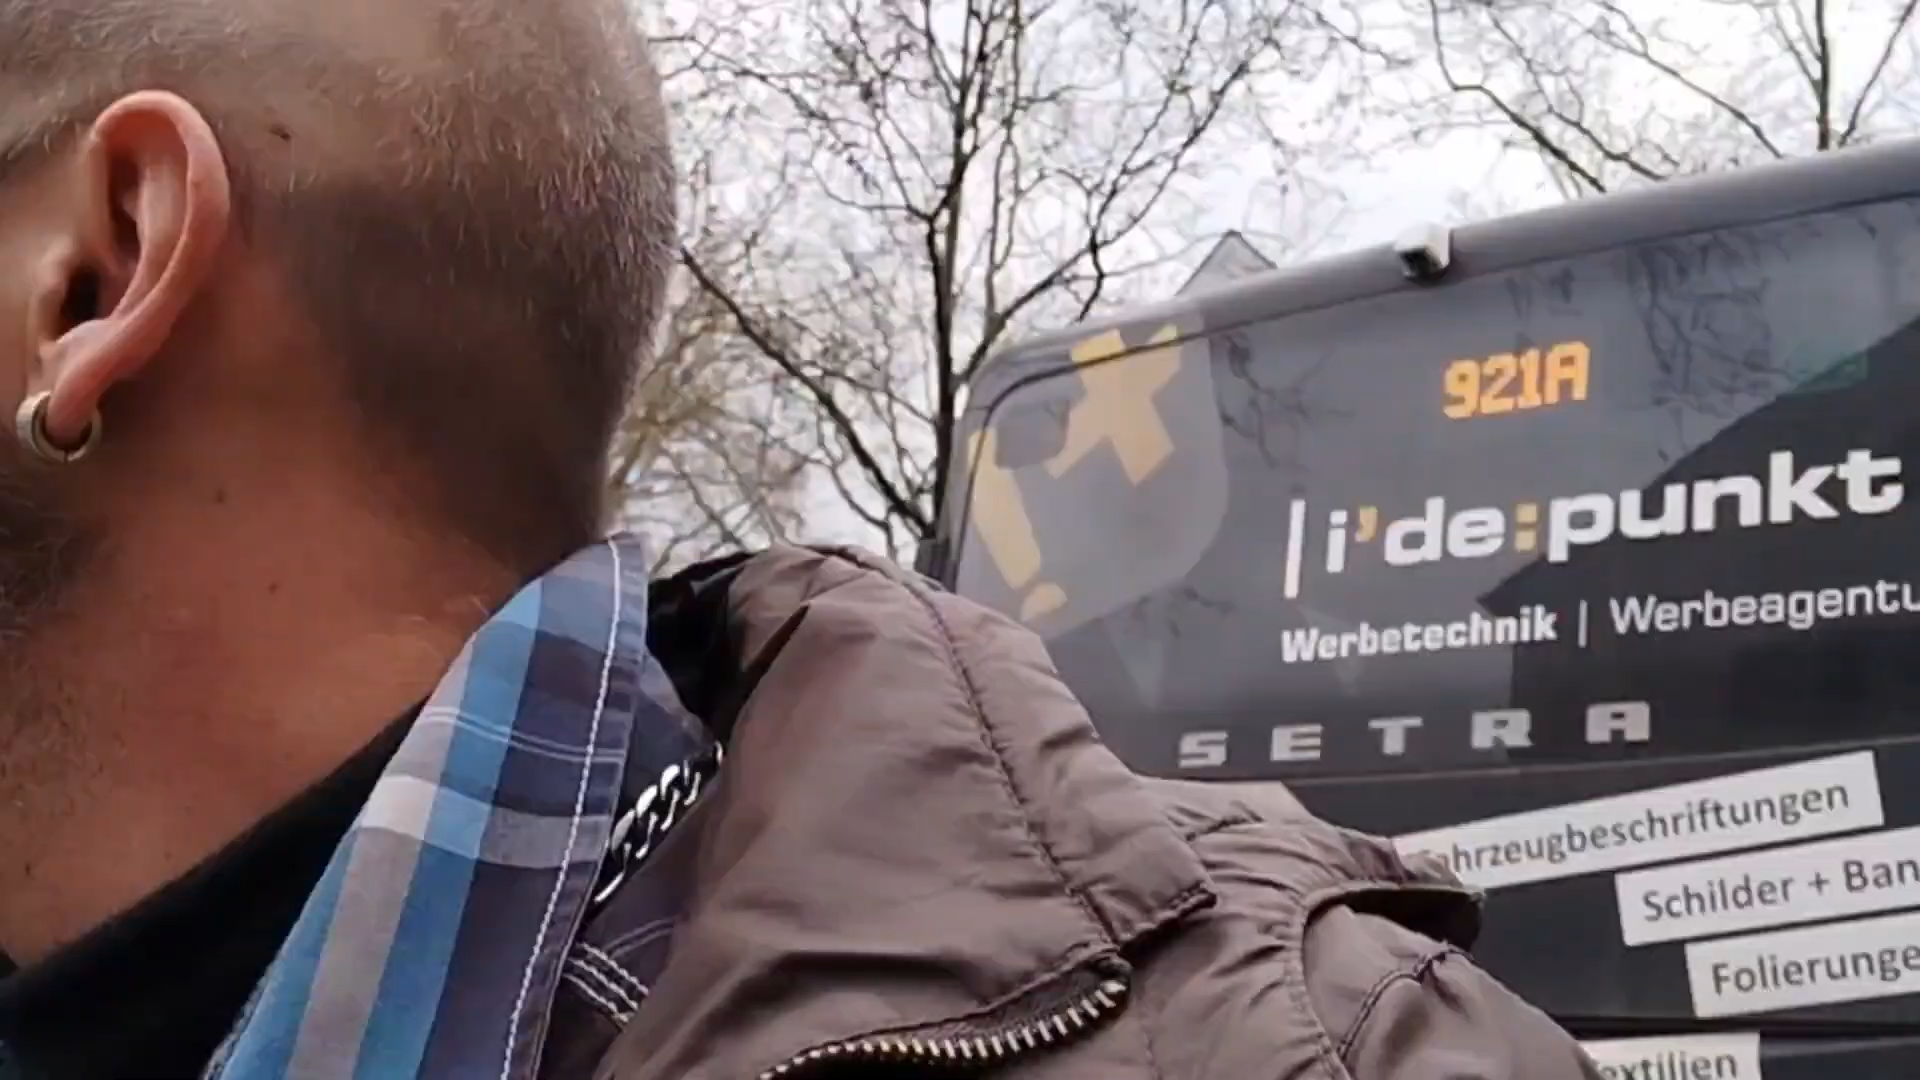 921A
i'de:punkt
Werbetechnik | Werbeagentu
SETRA
ahrzeugbeschriftungen
Schilder + Ban
Folierunge
extilien